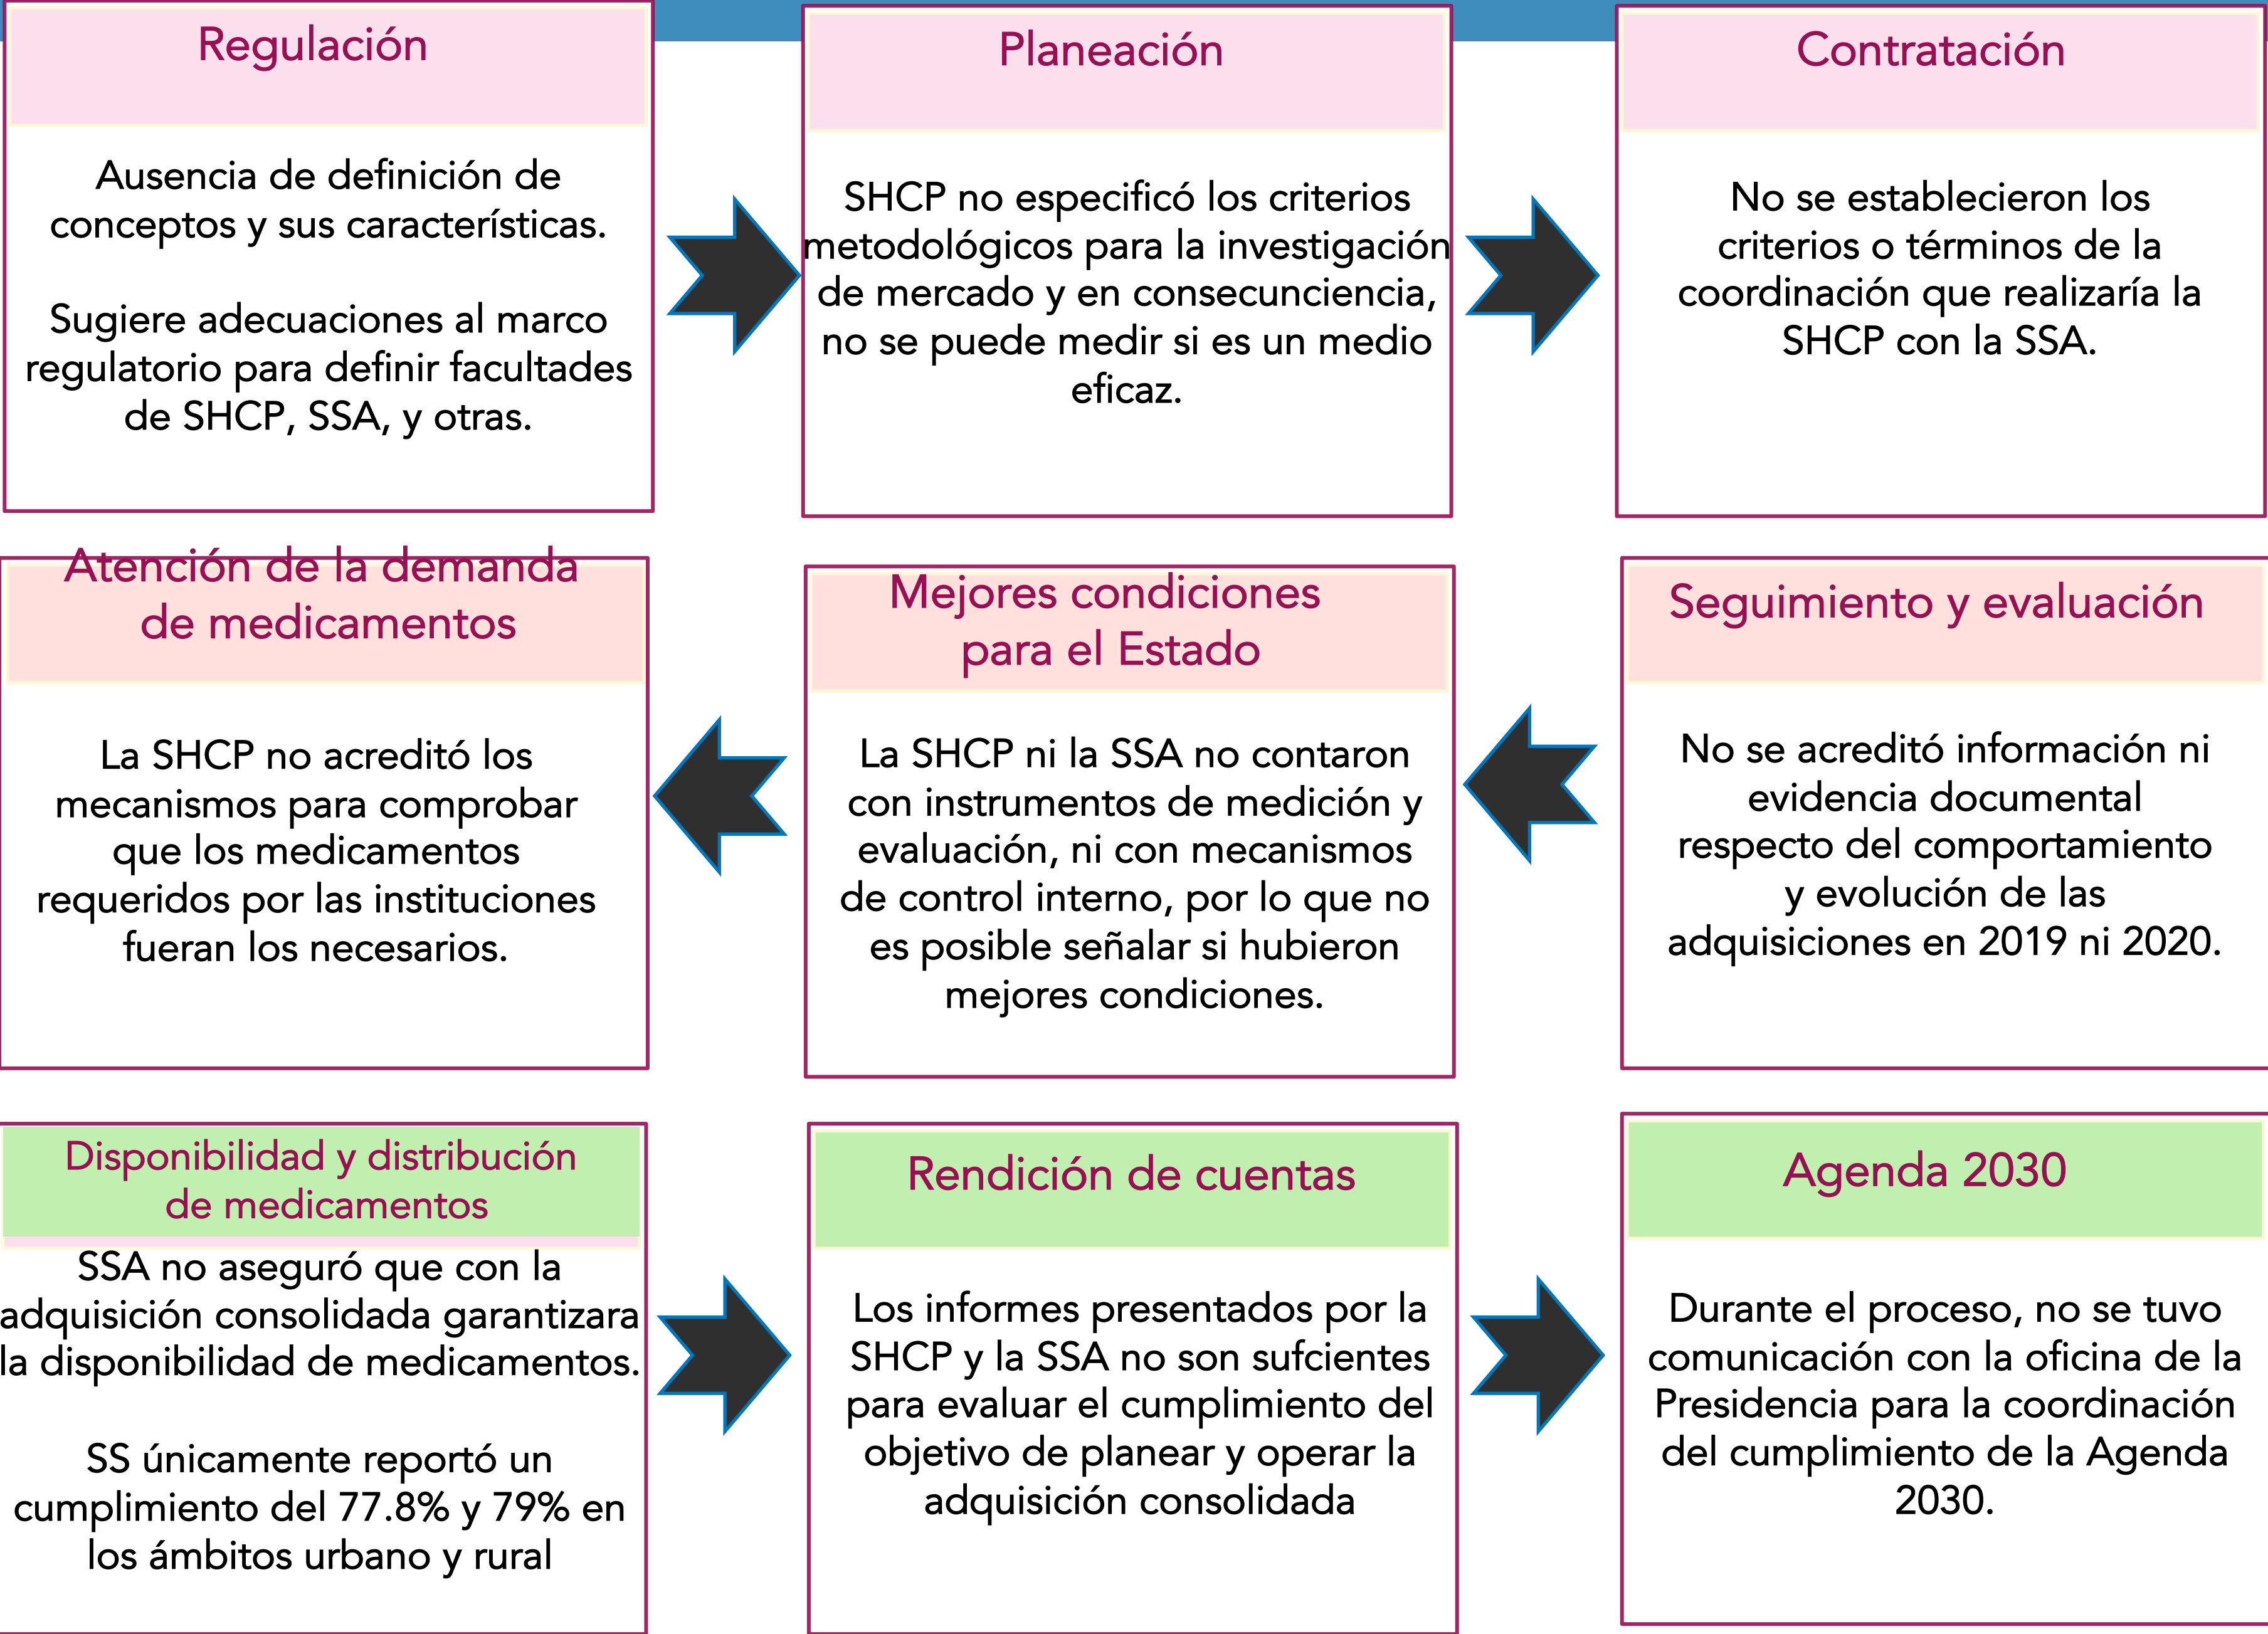 Regulación
Ausencia de definición de
conceptos y sus características.
Sugiere adecuaciones al marco
regulatorio para definir facultades
de SHCP, SSA, y otras.
Planeación
SHCP no especificó los criterios
metodológicos para la investigación
de mercado y en consecunciencia,
no se puede medir si es un medio
eficaz.
Contratación
No se establecieron los
criterios o términos de la
coordinación que realizaría la
SHCP con la SSA.
Atención de la demanda
de medicamentos
La SHCP no acreditó los
mecanismos para comprobar
que los medicamentos
requeridos por las instituciones
fueran los necesarios.
Mejores condiciones
para el Estado
La SHCP ni la SSA no contaron
con instrumentos de medición y
evaluación, ni con mecanismos
de control interno, por lo que no
es posible señalar si hubieron
mejores condiciones.
Seguimiento y evaluación
No se acreditó información ni
evidencia documental
respecto del comportamiento
y evolución de las
adquisiciones en 2019 ni 2020.
Disponibilidad y distribución
de medicamentos
SSA no aseguró que con la
adquisición consolidada garantizara
la disponibilidad de medicamentos.
SS únicamente reportó un
cumplimiento del 77.8% y 79% en
los ámbitos urbano y rural
Rendición de cuentas
Los informes presentados por la
SHCP y la SSA no son sufcientes
para evaluar el cumplimiento del
objetivo de planear y operar la
adquisición consolidada
Agenda 2030
Durante el proceso, no se tuvo
comunicación con la oficina de la
Presidencia para la coordinación
del cumplimiento de la Agenda
2030.